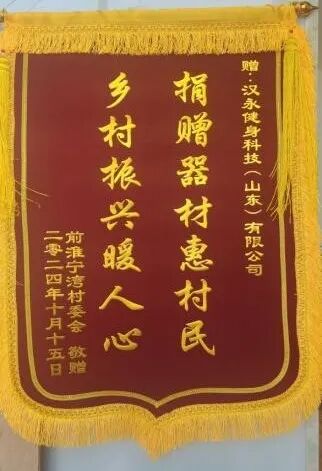 赠：汉永健身科技（山东）有限公司
捐赠器材惠村民
乡村振兴暖人心
前淮宁湾村委会 敬赠
二零二四年十月十五日